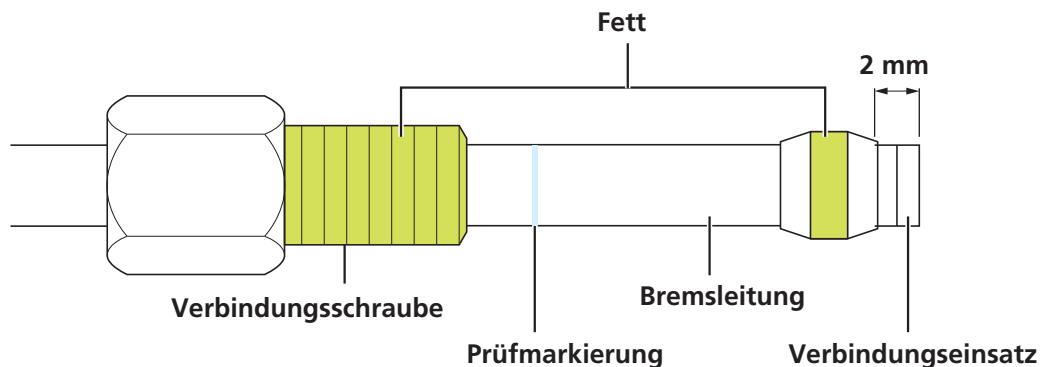 Fett
2 mm
Verbindungsschraube
Bremsleitung
Prüfmarkierung
Verbindungseinsatz